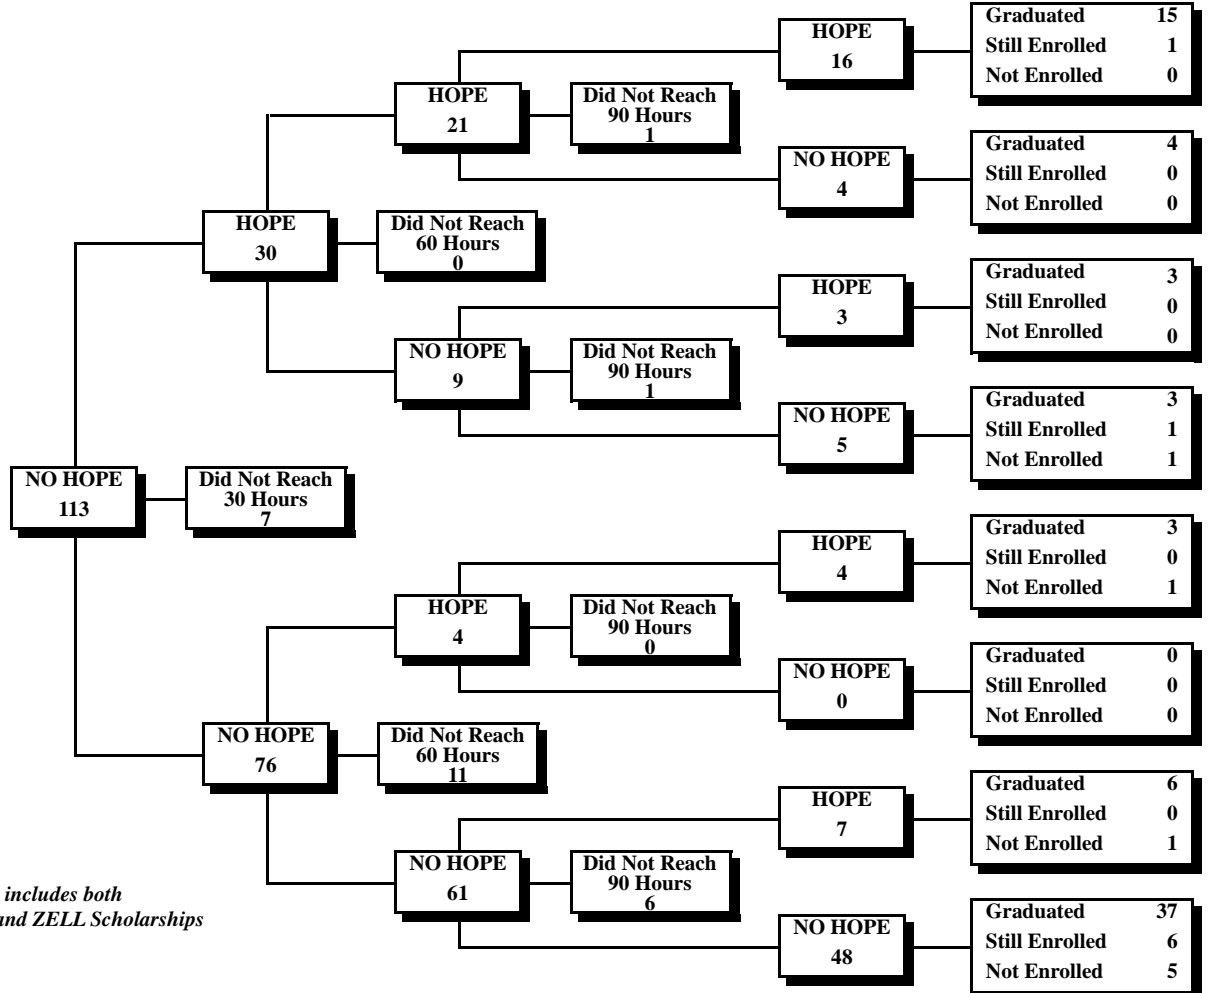 HOPE
16
Graduated 15
Still Enrolled 1
Not Enrolled 0
HOPE
21
Did Not Reach
90 Hours
1
NO HOPE
4
Graduated 4
Still Enrolled 0
Not Enrolled 0
HOPE
30
Did Not Reach
60 Hours
0
HOPE
3
Graduated 3
Still Enrolled 0
Not Enrolled 0
NO HOPE
9
Did Not Reach
90 Hours
1
NO HOPE
5
Graduated 3
Still Enrolled 1
Not Enrolled 1
NO HOPE
113
Did Not Reach
30 Hours
7
HOPE
4
Graduated 3
Still Enrolled 0
Not Enrolled 1
HOPE
4
Did Not Reach
90 Hours
0
NO HOPE
0
Graduated 0
Still Enrolled 0
Not Enrolled 0
NO HOPE
76
Did Not Reach
60 Hours
11
HOPE
7
Graduated 6
Still Enrolled 0
Not Enrolled 1
NO HOPE
61
Did Not Reach
90 Hours
6
NO HOPE
48
Graduated 37
Still Enrolled 6
Not Enrolled 5
includes both
and ZELL Scholarships